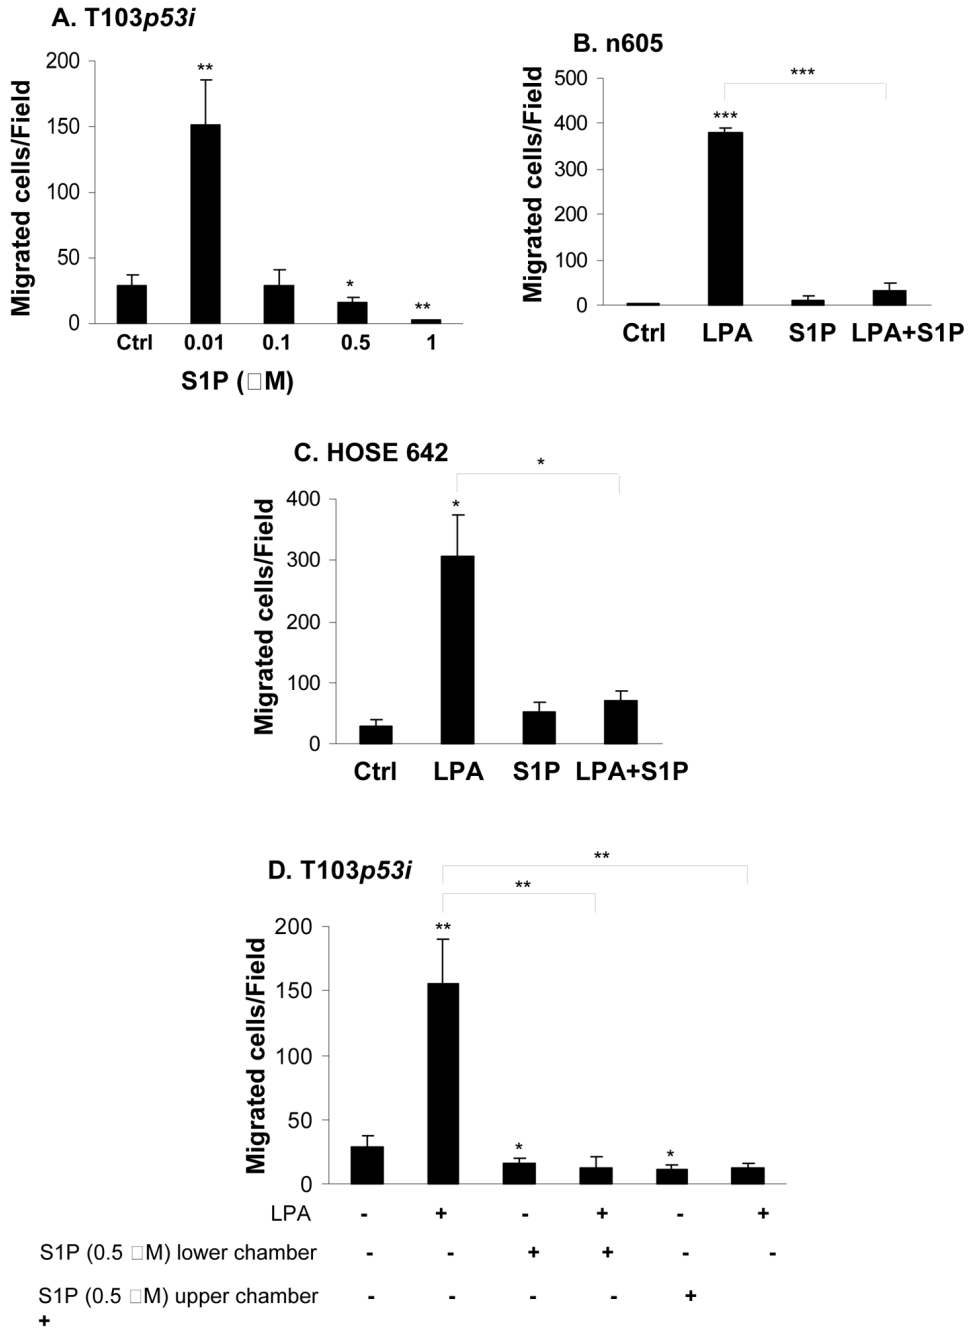 A. T103p53i
Migrated cells/Field
200
150
100
50
0
**
*
**
Ctrl 0.01 0.1 0.5 1
S1P (□M)
B. n605
Migrated cells/Field
500
400
300
200
100
0
***
***
Ctrl LPA S1P LPA+S1P
C. HOSE 642
Migrated cells/Field
400
300
200
100
0
*
*
Ctrl LPA S1P LPA+S1P
D. T103p53i
Migrated cells/Field
200
150
100
50
0
**
**
**
*
*
LPA - + - + - +
S1P (0.5 □M) lower chamber - - + + - -
S1P (0.5 □M) upper chamber - - - - +
+